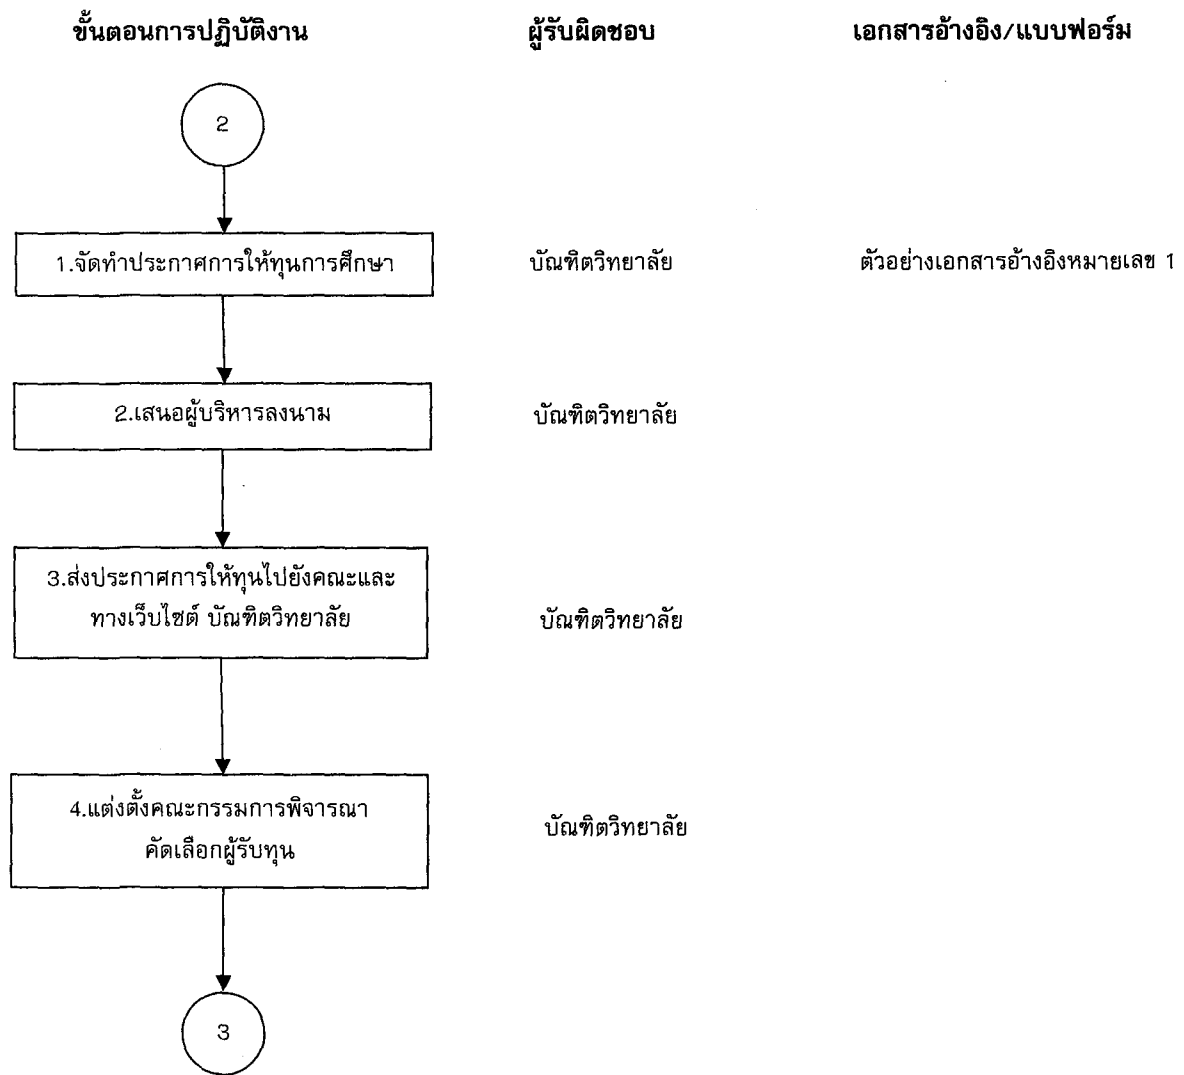 ขั้นตอนการปฏิบัติงาน ผู้รับผิดชอบ เอกสารอ้างอิง/แบบฟอร์ม
2
1.จัดทำประกาศการให้ทุนการศึกษา บัณฑิตวิทยาลัย ตัวอย่างเอกสารอ้างอิงหมายเลข 1
2.เสนอผู้บริหารลงนาม บัณฑิตวิทยาลัย
3.ส่งประกาศการให้ทุนไปยังคณะและ
ทางเว็บไซต์ บัณฑิตวิทยาลัย บัณฑิตวิทยาลัย
4.แต่งตั้งคณะกรรมการพิจารณา
คัดเลือกผู้รับทุน บัณฑิตวิทยาลัย
3